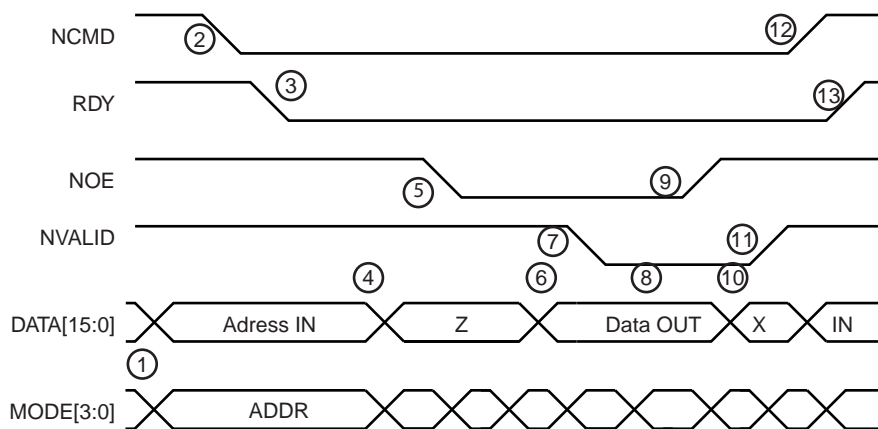 NCMD
2
12
RDY
3
13
NOE
5
9
NVALID
7
11
4
6
8
10
DATA[15:0]
Adress IN
Z
Data OUT
X
IN
1
MODE[3:0]
ADDR